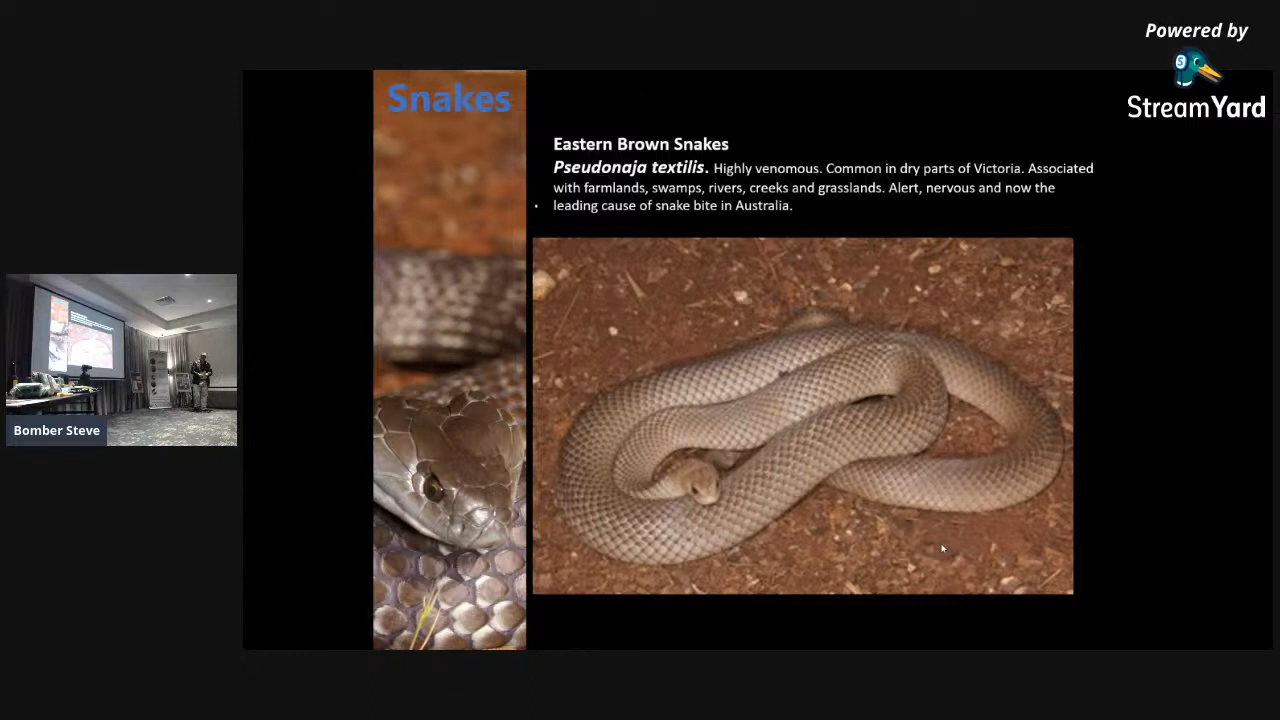 Powered by
StreamYard
Snakes
Eastern Brown Snakes
Pseudonaja textilis. Highly venomous. Common in dry parts of Victoria. Associated
with farmlands, swamps, rivers, creeks and grasslands. Alert, nervous and now the
leading cause of snake bite in Australia.
Bomber Steve